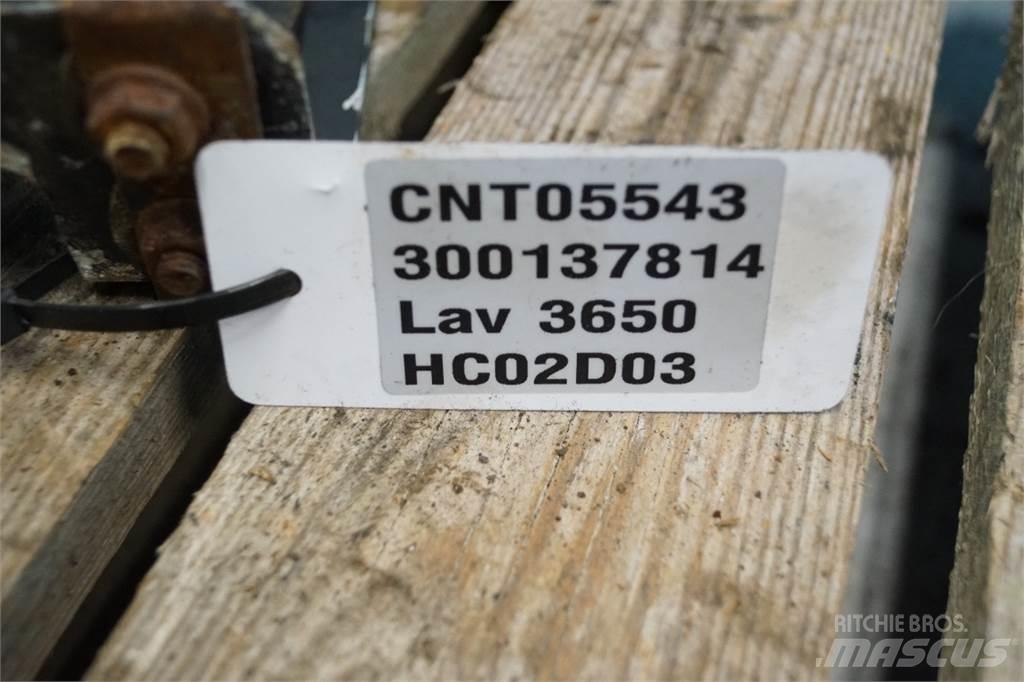 CNT05543
300137814
Lav 3650
HC02D03
RITCHIE BROS.
MASCUS